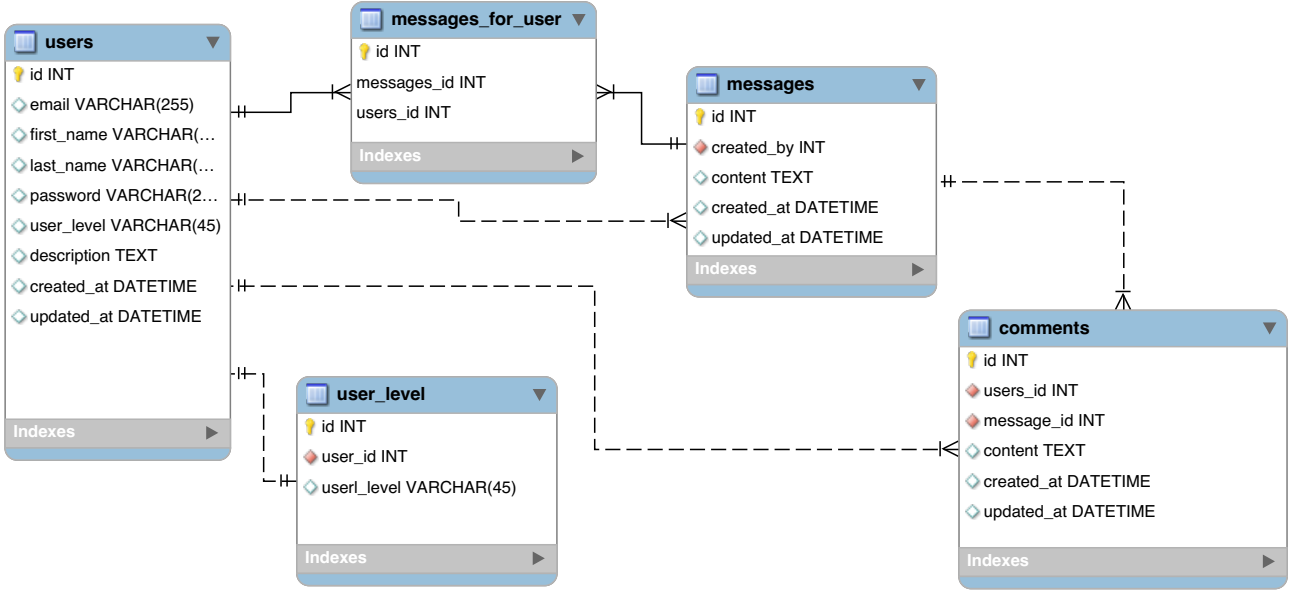 users
id INT
email VARCHAR(255)
first_name VARCHAR(…
last_name VARCHAR(…
password VARCHAR(2…
user_level VARCHAR(45)
description TEXT
created_at DATETIME
updated_at DATETIME
Indexes
messages_for_user
id INT
messages_id INT
users_id INT
Indexes
messages
id INT
created_by INT
content TEXT
created_at DATETIME
updated_at DATETIME
Indexes
user_level
id INT
user_id INT
userl_level VARCHAR(45)
Indexes
comments
id INT
users_id INT
message_id INT
content TEXT
created_at DATETIME
updated_at DATETIME
Indexes